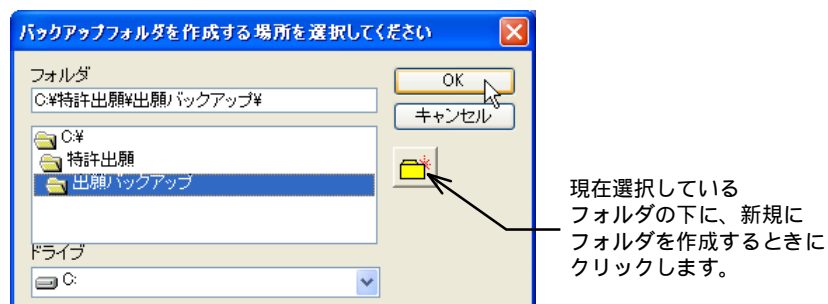 バックアップフォルダを作成する場所を選択してください
フォルダ
C:¥特許出願¥出願バックアップ¥
OK
キャンセル
C:¥
特許出願
出願バックアップ
現在選択している
フォルダの下に、新規に
フォルダを作成するときに
クリックします。
ドライブ
C: